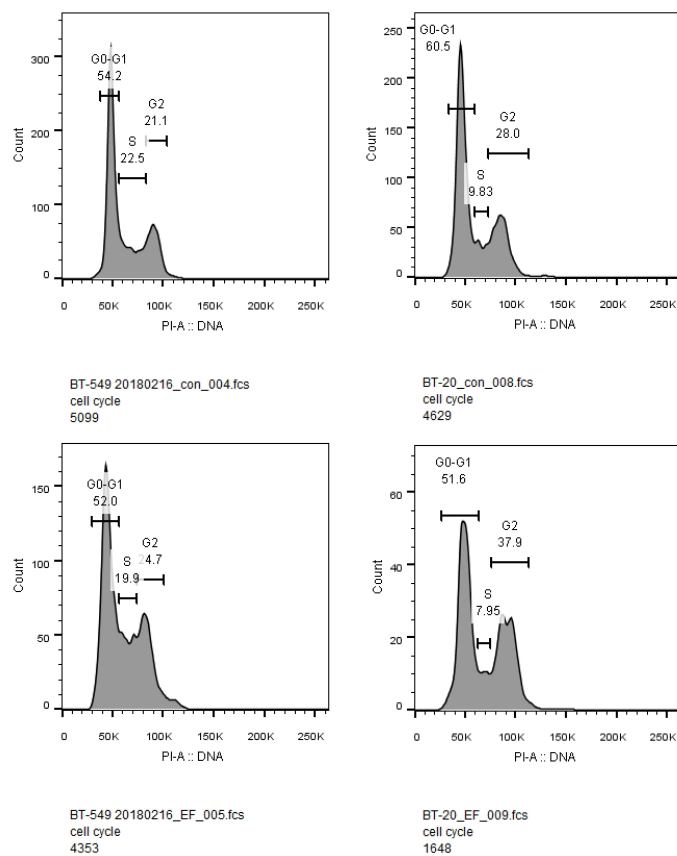 300
200
100
0
Count
G0-G1
54.2
S
22.5
G2
21.1
0 50K 100K 150K 200K 250K
PI-A :: DNA
BT-549 20180216_con_004.fcs
cell cycle
5099
250
200
150
100
50
0
Count
G0-G1
60.5
S
9.83
G2
28.0
0 50K 100K 150K 200K 250K
PI-A :: DNA
BT-20_con_008.fcs
cell cycle
4629
150
100
50
0
Count
G0-G1
52.0
S
19.9
G2
24.7
0 50K 100K 150K 200K 250K
PI-A :: DNA
BT-549 20180216_EF_005.fcs
cell cycle
4353
60
40
20
0
Count
G0-G1
51.6
S
7.95
G2
37.9
0 50K 100K 150K 200K 250K
PI-A :: DNA
BT-20_EF_009.fcs
cell cycle
1648